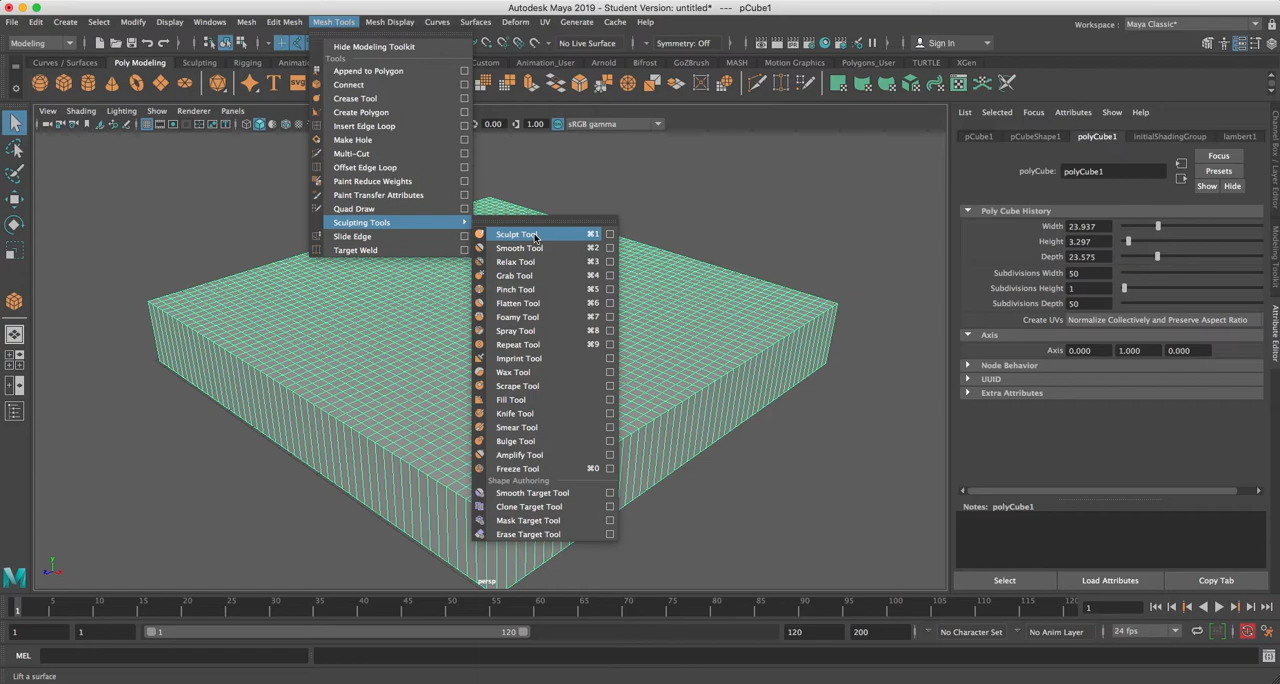 Autodesk Maya 2019 - Student Version: untitled* --- pCube1
File Edit Create Select Modify Display Windows Mesh Edit Mesh Mesh Tools Mesh Display Curves Surfaces Deform UV Generate Cache Help
Workspace : Maya Classic*
Modeling No Live Surface Symmetry: Off Sign In
Curves / Surfaces Poly Modeling Sculpting Rigging Custom Animation_User Arnold Bifrost GoZBrush MASH Motion Graphics Polygons_User TURTLE XGen
SVG
View Shading Lighting Show Renderer Panels
0.00 1.00 sRGB gamma
Hide Modeling Toolkit
Tools
Append to Polygon
Connect
Crease Tool
Create Polygon
Insert Edge Loop
Make Hole
Multi-Cut
Offset Edge Loop
Paint Reduce Weights
Paint Transfer Attributes
Quad Draw
Sculpting Tools
Slide Edge
Target Weld
Sculpt Tool ⌘1
Smooth Tool ⌘2
Relax Tool ⌘3
Grab Tool ⌘4
Pinch Tool ⌘5
Flatten Tool ⌘6
Foamy Tool ⌘7
Spray Tool ⌘8
Repeat Tool ⌘9
Imprint Tool
Wax Tool
Scrape Tool
Fill Tool
Knife Tool
Smear Tool
Bulge Tool
Amplify Tool
Freeze Tool ⌘0
Shape Authoring
Smooth Target Tool
Clone Target Tool
Mask Target Tool
Erase Target Tool
persp
List Selected Focus Attributes Show Help
pCube1 pCubeShape1 polyCube1 initialShadingGroup lambert1
Focus
polyCube: polyCube1 Presets
Show Hide
Poly Cube History
Width 23.937
Height 3.297
Depth 23.575
Subdivisions Width 50
Subdivisions Height 1
Subdivisions Depth 50
Create UVs Normalize Collectively and Preserve Aspect Ratio
Axis
Axis 0.000 1.000 0.000
Node Behavior
UUID
Extra Attributes
Notes: polyCube1
Select Load Attributes Copy Tab
Channel Box / Layer Editor
Modeling Toolkit
Attribute Editor
1 5 10 15 20 25 30 35 40 45 50 55 60 65 70 75 80 85 90 95 100 105 110 115 120 1
1 1 1 120 120 200 No Character Set No Anim Layer 24 fps
MEL
Lift a surface